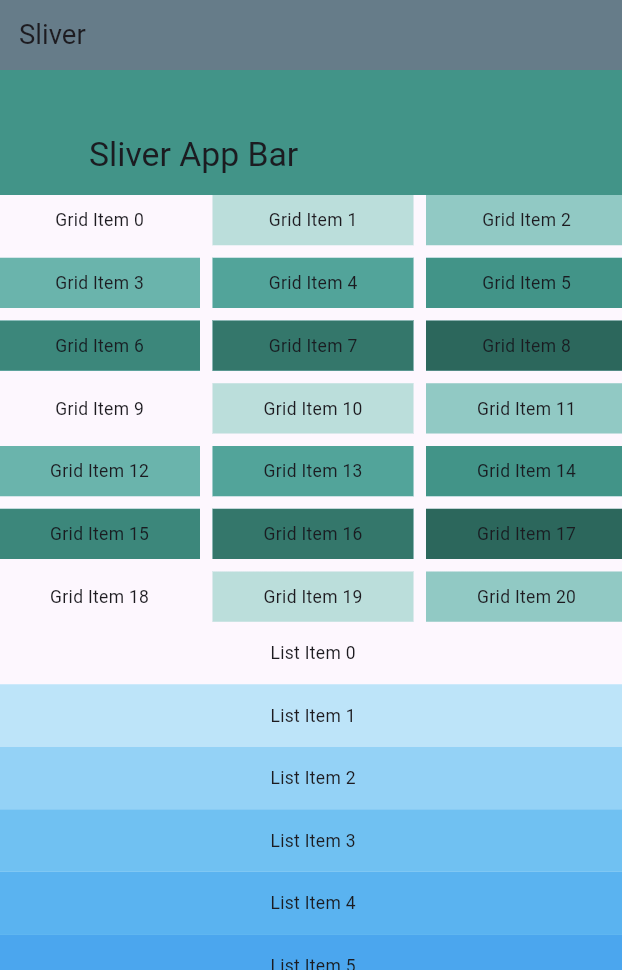 Sliver
Sliver App Bar
Grid Item 0 Grid Item 1 Grid Item 2
Grid Item 3 Grid Item 4 Grid Item 5
Grid Item 6 Grid Item 7 Grid Item 8
Grid Item 9 Grid Item 10 Grid Item 11
Grid Item 12 Grid Item 13 Grid Item 14
Grid Item 15 Grid Item 16 Grid Item 17
Grid Item 18 Grid Item 19 Grid Item 20
List Item 0
List Item 1
List Item 2
List Item 3
List Item 4
List Item 5